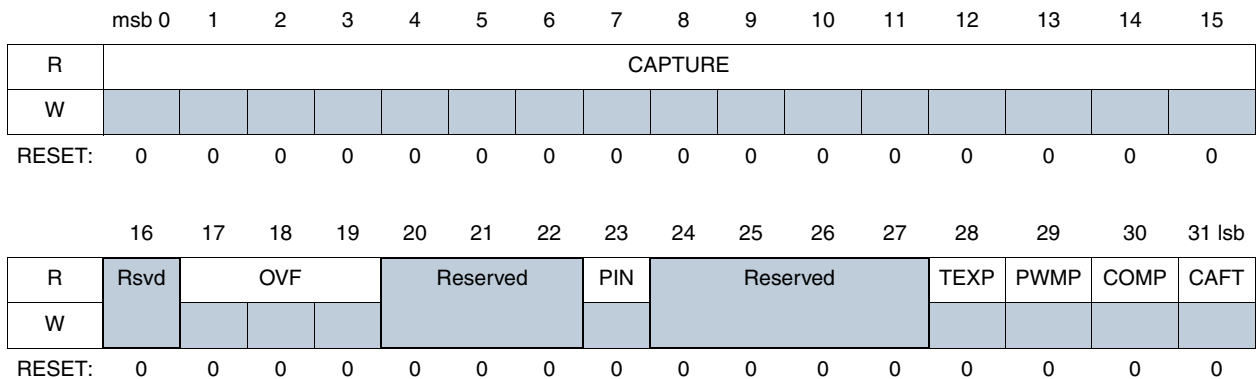 msb 0 1 2 3 4 5 6 7 8 9 10 11 12 13 14 15
R CAPTURE
W
RESET: 0 0 0 0 0 0 0 0 0 0 0 0 0 0 0 0
16 17 18 19 20 21 22 23 24 25 26 27 28 29 30 31 lsb
R Rsvd OVF Reserved PIN Reserved TEXP PWMP COMP CAFT
W
RESET: 0 0 0 0 0 0 0 0 0 0 0 0 0 0 0 0